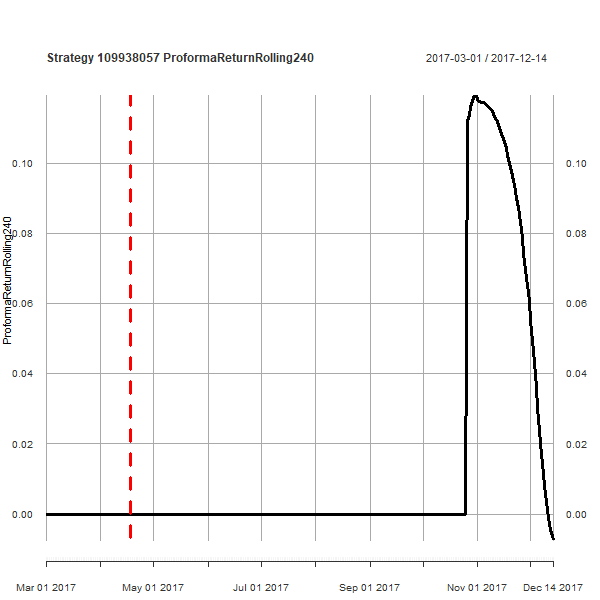 Strategy 109938057 ProformaReturnRolling240
2017-03-01 / 2017-12-14
ProformaReturnRolling240
0.10 0.10
0.08 0.08
0.06 0.06
0.04 0.04
0.02 0.02
0.00 0.00
Mar 01 2017 May 01 2017 Jul 01 2017 Sep 01 2017 Nov 01 2017 Dec 14 2017